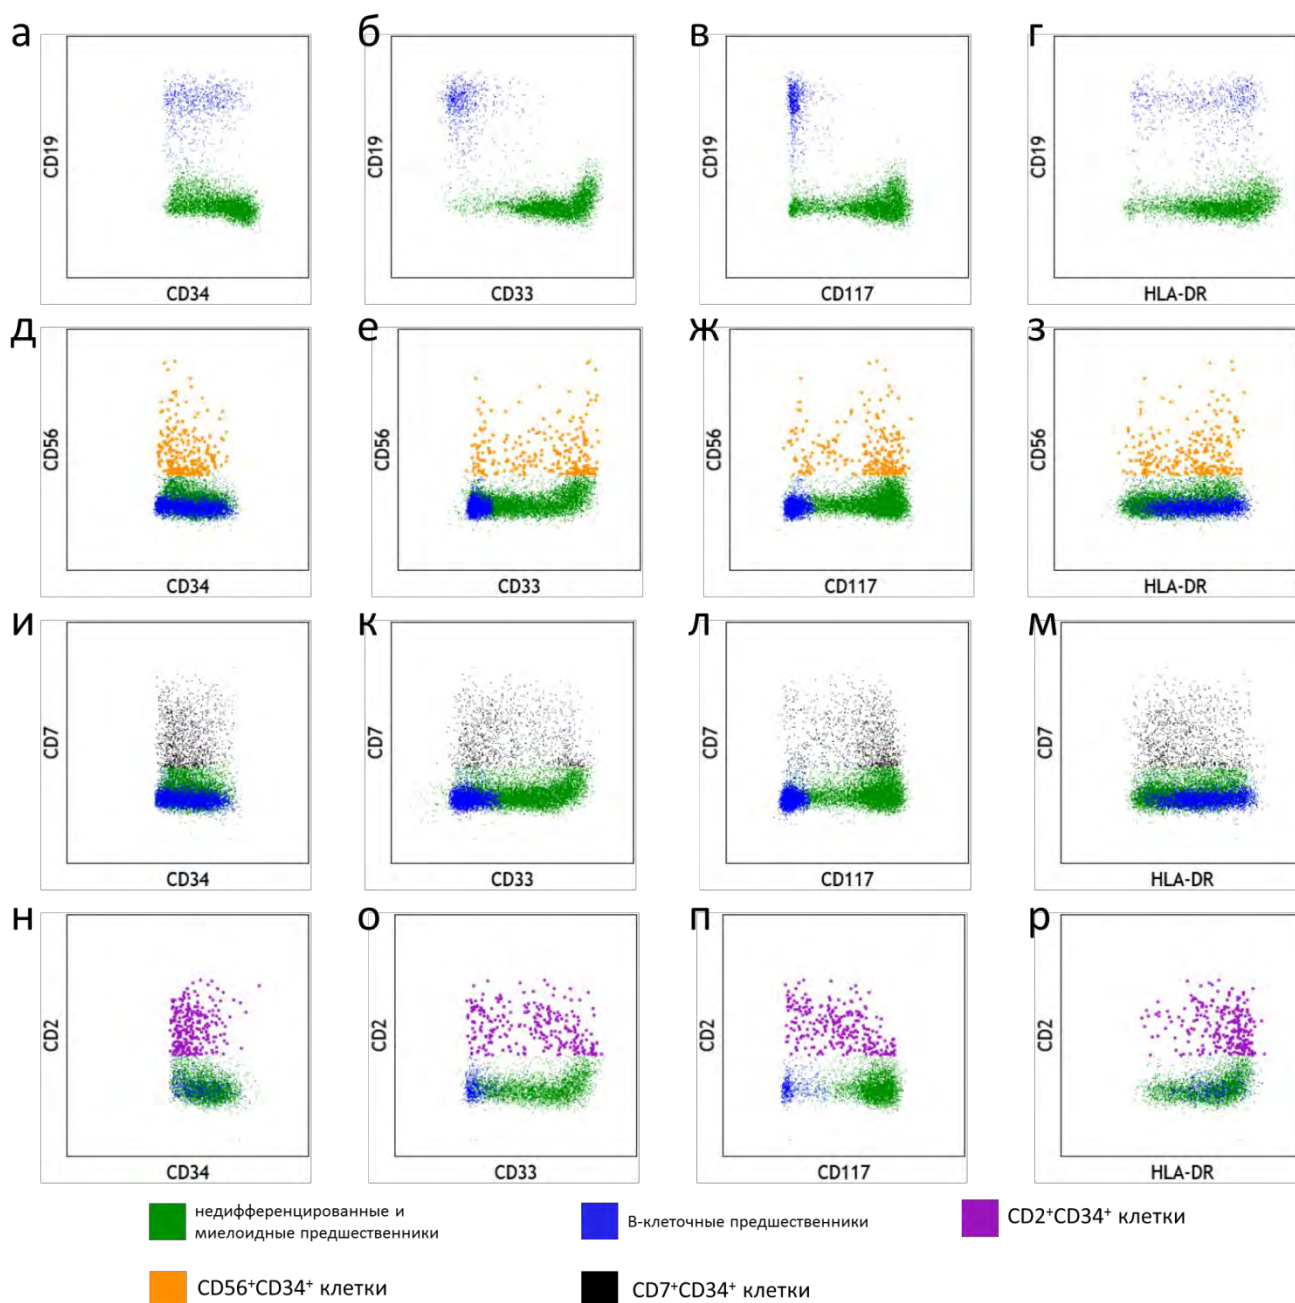 а
б
в
г
CD19
CD34
CD19
CD33
CD19
CD117
CD19
HLA-DR
д
е
ж
з
CD56
CD34
CD56
CD33
CD56
CD117
CD56
HLA-DR
и
к
л
м
CD7
CD34
CD7
CD33
CD7
CD117
CD7
HLA-DR
н
о
п
р
CD2
CD34
CD2
CD33
CD2
CD117
CD2
HLA-DR
недифференцированные и
миелоидные предшественники
В-клеточные предшественники
CD2⁺CD34⁺ клетки
CD56⁺CD34⁺ клетки
CD7⁺CD34⁺ клетки